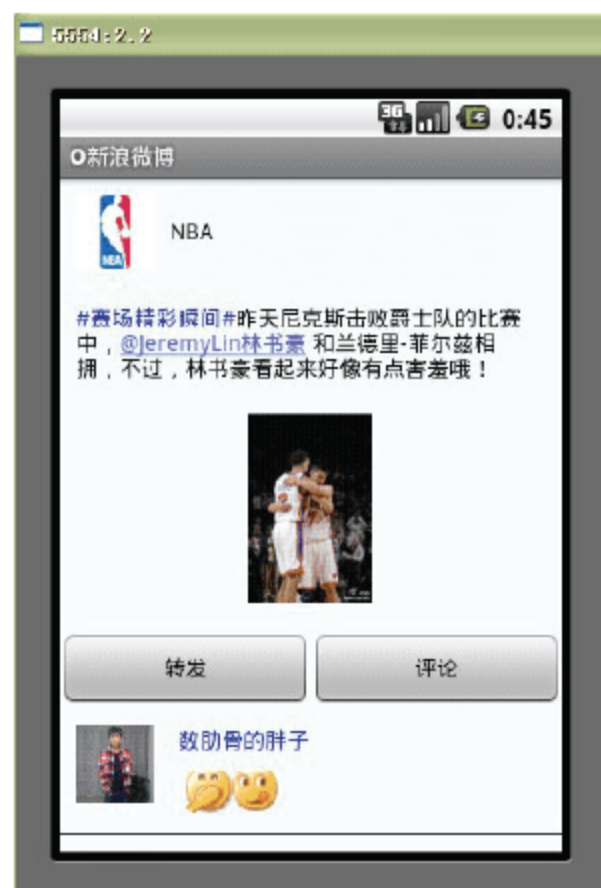 5554:2.2
3G 0:45
O新浪微博
NBA
NBA
#赛场精彩瞬间#昨天尼克斯击败爵士队的比赛
中，@JeremyLin林书豪 和兰德里-菲尔兹相
拥，不过，林书豪看起来好像有点害羞哦！
2
转发 评论
数肋骨的胖子